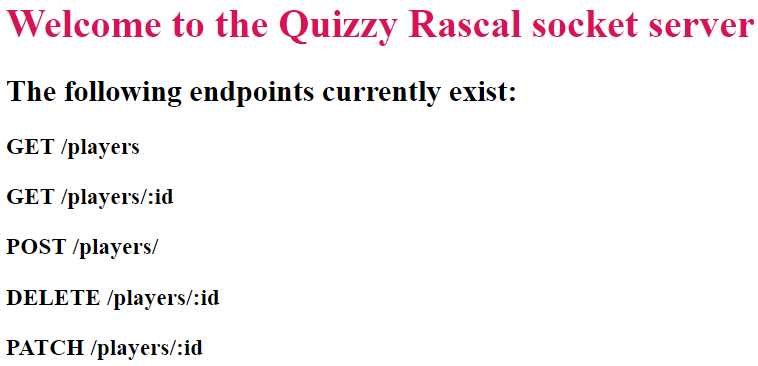 Welcome to the Quizzy Rascal socket server
The following endpoints currently exist:
GET /players
GET /players/:id
POST /players/
DELETE /players/:id
PATCH /players/:id